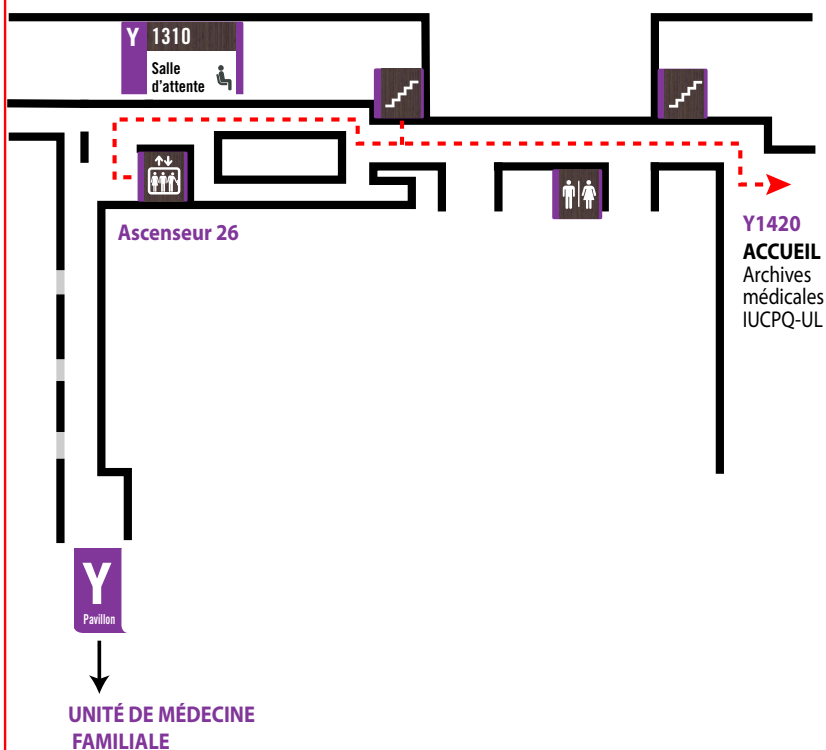 Y 1310
Salle
d'attente
Ascenseur 26
Y1420
ACCUEIL
Archives
médicales
IUCPQ-UL
Y
Pavillon
UNITÉ DE MÉDECINE
FAMILIALE